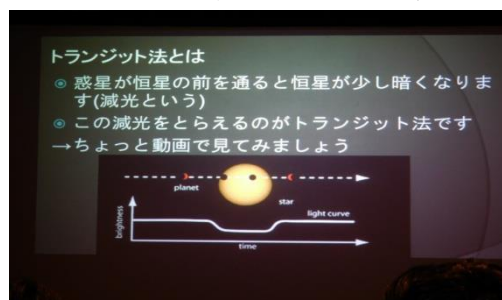 トランジット法とは
◉ 惑星が恒星の前を通ると恒星が少し暗くなりま
す(減光という)
◉ この減光をとらえるのがトランジット法です
→ちょっと動画で見てみましょう
planet
star
light curve
brightness
time